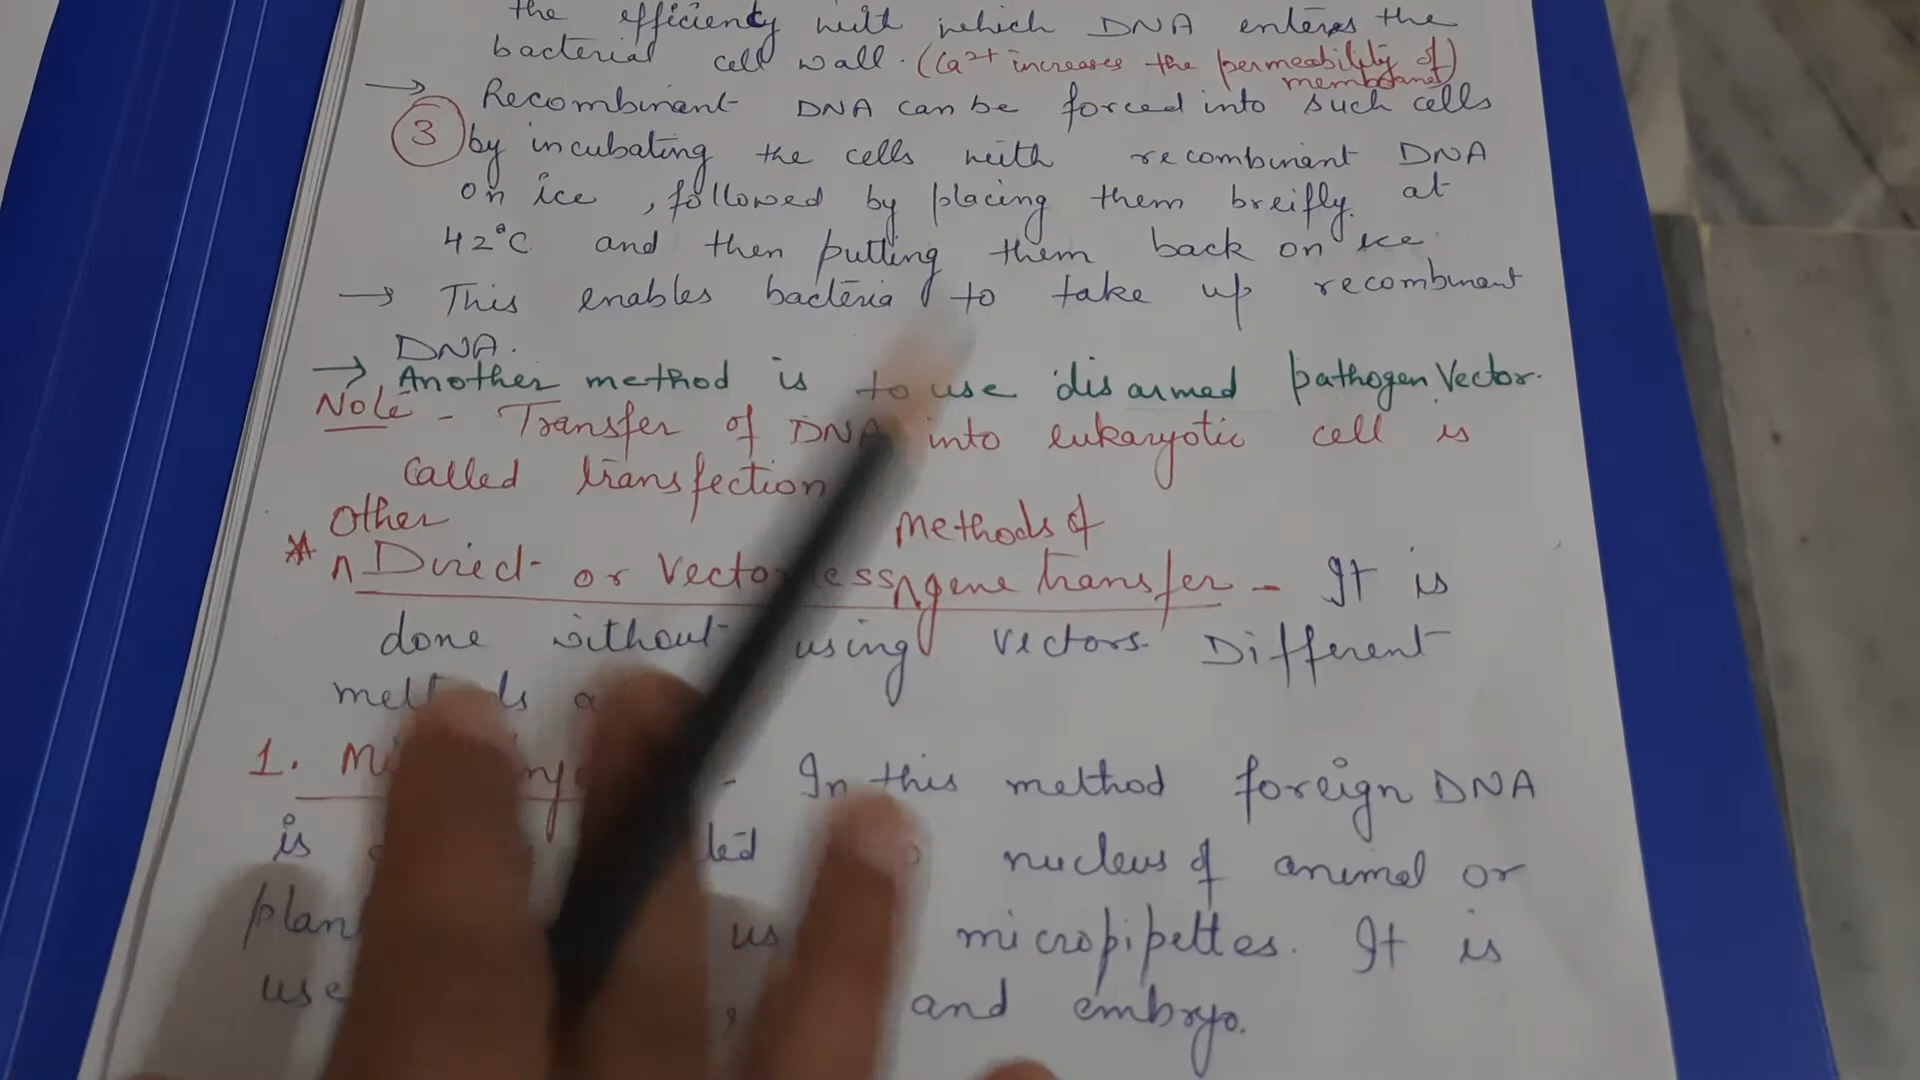 the efficiency with which DNA enters the
bacterial cell wall. (Ca2+ increases the permeability of)
membrane)
→ Recombinant DNA can be forced into such cells
3 by incubating the cells with recombinant DNA
on ice, followed by placing them breifly at
42°C and then putting them back on ice
→ This enables bacteria to take up recombinant
DNA.
→ Another method is to use disarmed pathogen Vector.
Note - Transfer of DNA into eukaryotic cell is
called transfection
Other Methods of
* Direct or gene transfer - It is
done without using vectors. Different
1. - In this method foreign DNA
is nucleus of animal or
micropipettes. It is
and embryo.